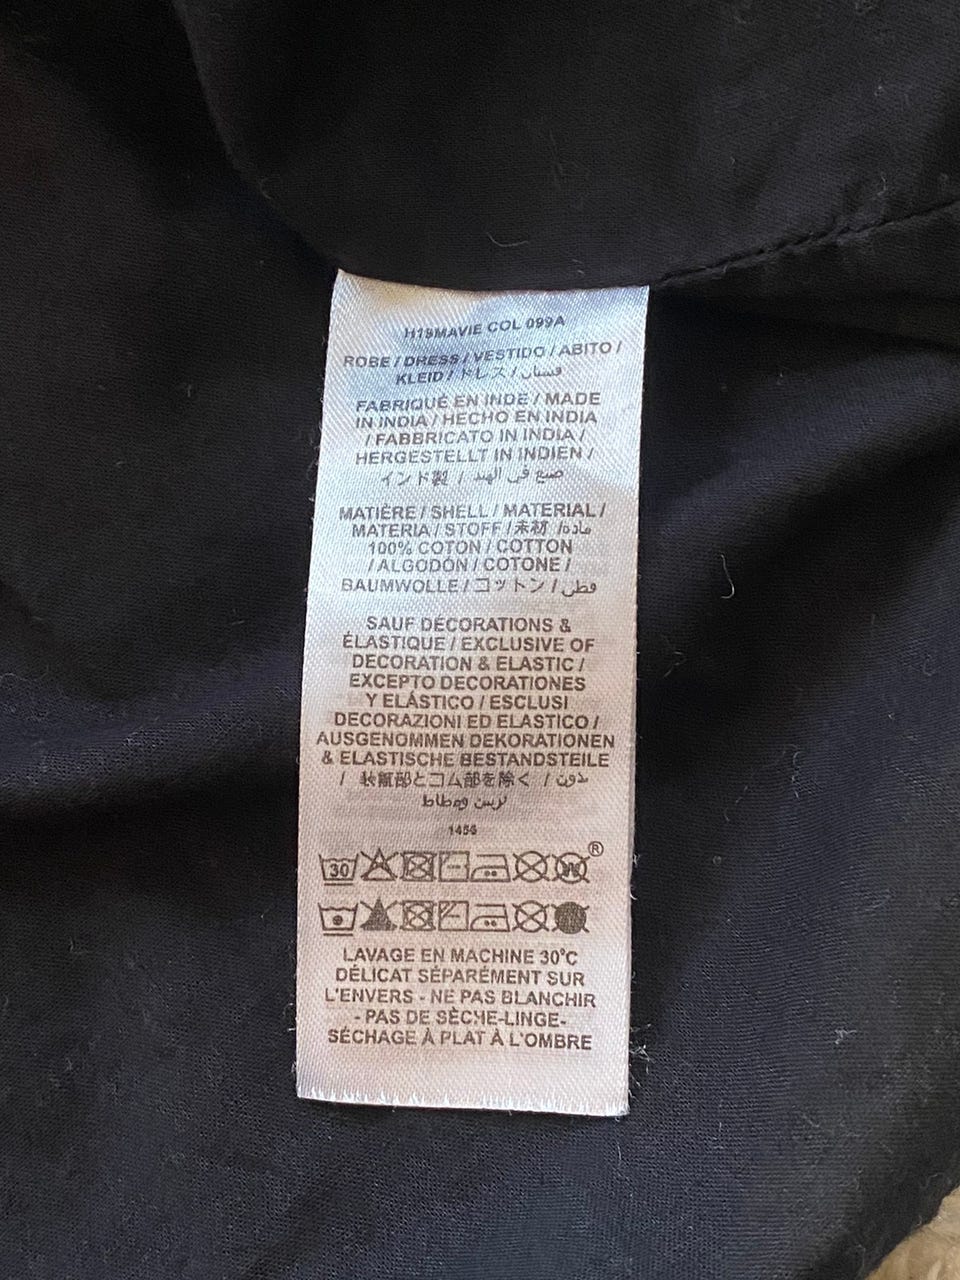 H19MAVIE COL 099A
ROBE / DRESS / VESTIDO / ABITO /
KLEID / ドレス / فستان
FABRIQUÉ EN INDE / MADE
IN INDIA / HECHO EN INDIA
/ FABBRICATO IN INDIA /
HERGESTELLT IN INDIEN /
インド製 / صنع في الهند
MATIÈRE / SHELL / MATERIAL /
MATERIA / STOFF / 素材 / مادة
100% COTON / COTTON
/ ALGODÓN / COTONE /
BAUMWOLLE / コットン / قطن
SAUF DÉCORATIONS &
ÉLASTIQUE / EXCLUSIVE OF
DECORATION & ELASTIC /
EXCEPTO DECORATIONES
Y ELÁSTICO / ESCLUSI
DECORAZIONI ED ELASTICO /
AUSGENOMMEN DEKORATIONEN
& ELASTISCHE BESTANDSTEILE
/ 装飾部とゴム部を除く / بدون
1456
30 W ®
LAVAGE EN MACHINE 30°C
DÉLICAT SÉPARÉMENT SUR
L'ENVERS - NE PAS BLANCHIR
- PAS DE SÈCHE-LINGE-
SÉCHAGE À PLAT À L'OMBRE